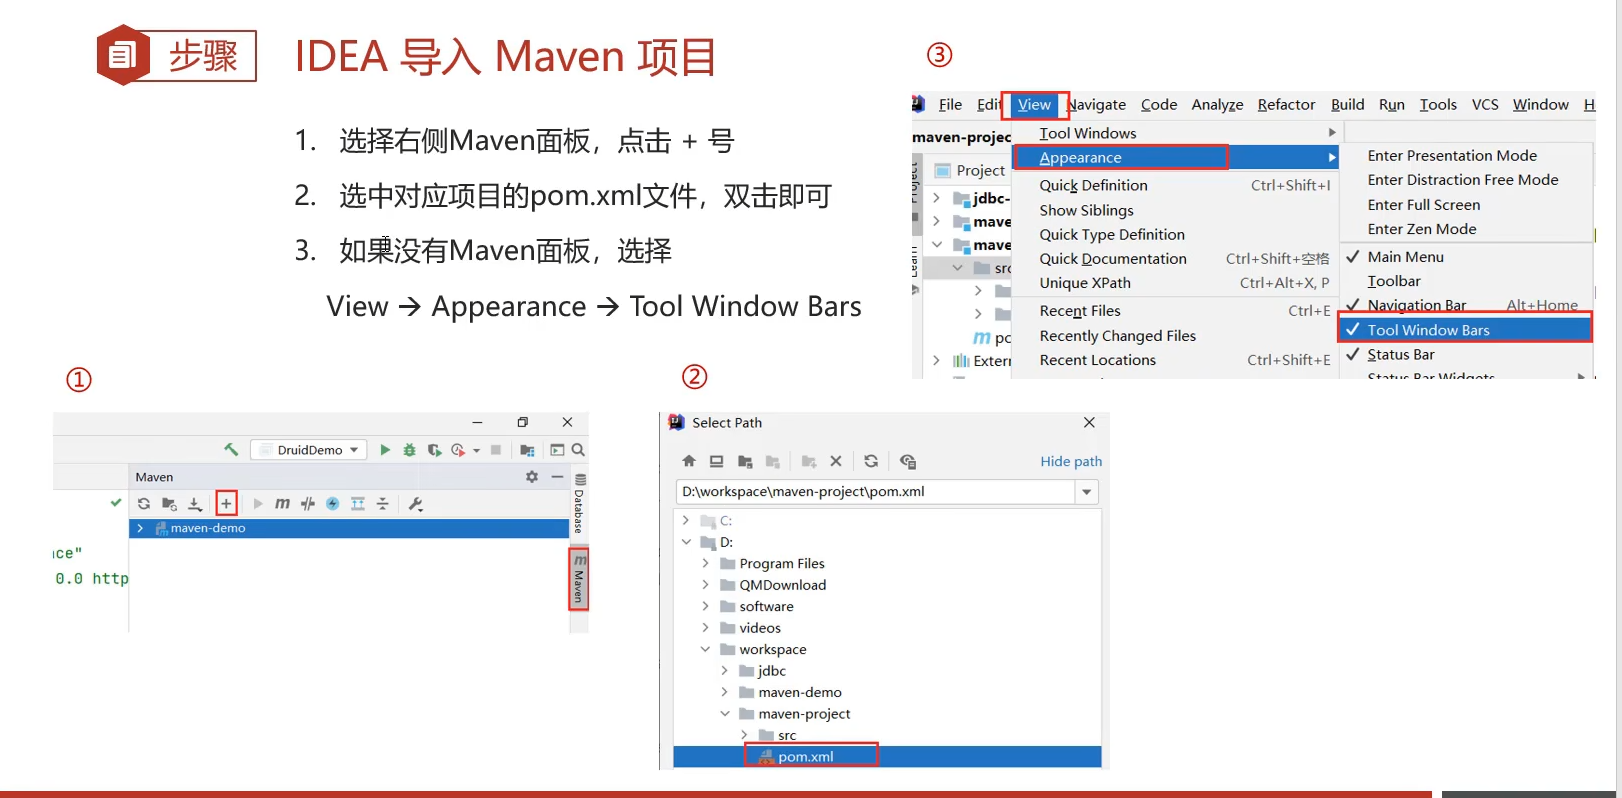 步骤
IDEA 导入 Maven 项目
1. 选择右侧Maven面板，点击 + 号
2. 选中对应项目的pom.xml文件，双击即可
3. 如果没有Maven面板，选择
View → Appearance → Tool Window Bars
①
DruidDemo
Maven
maven-demo
Database
Maven
0.0 http
②
Select Path
Hide path
D:\workspace\maven-project\pom.xml
C:
D:
Program Files
QMDownload
software
videos
workspace
jdbc
maven-demo
maven-project
src
pom.xml
③
File Edit View Navigate Code Analyze Refactor Build Run Tools VCS Window
Project
jdbc-
Tool Windows
Appearance
Quick Definition Ctrl+Shift+I
Show Siblings
Quick Type Definition
Quick Documentation Ctrl+Shift+空格
Unique XPath Ctrl+Alt+X, P
Recent Files Ctrl+E
Recently Changed Files
Recent Locations Ctrl+Shift+E
Enter Presentation Mode
Enter Distraction Free Mode
Enter Full Screen
Enter Zen Mode
Main Menu
Toolbar
Navigation Bar Alt+Home
Tool Window Bars
Status Bar
Status Bar Widgets